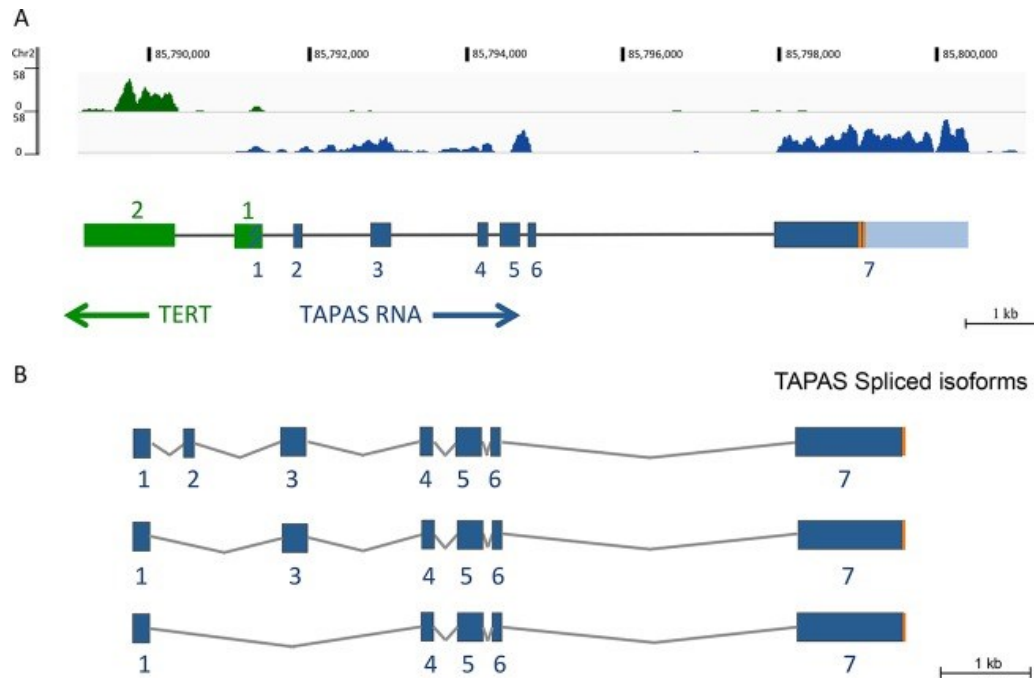 A
Chr2 85,790,000 85,792,000 85,794,000 85,796,000 85,798,000 85,800,000
58
0
58
0
2 1
1 2 3 4 5 6 7
TERT TAPAS RNA
1 kb
B
TAPAS Spliced isoforms
1 2 3 4 5 6 7
1 3 4 5 6 7
1 4 5 6 7
1 kb